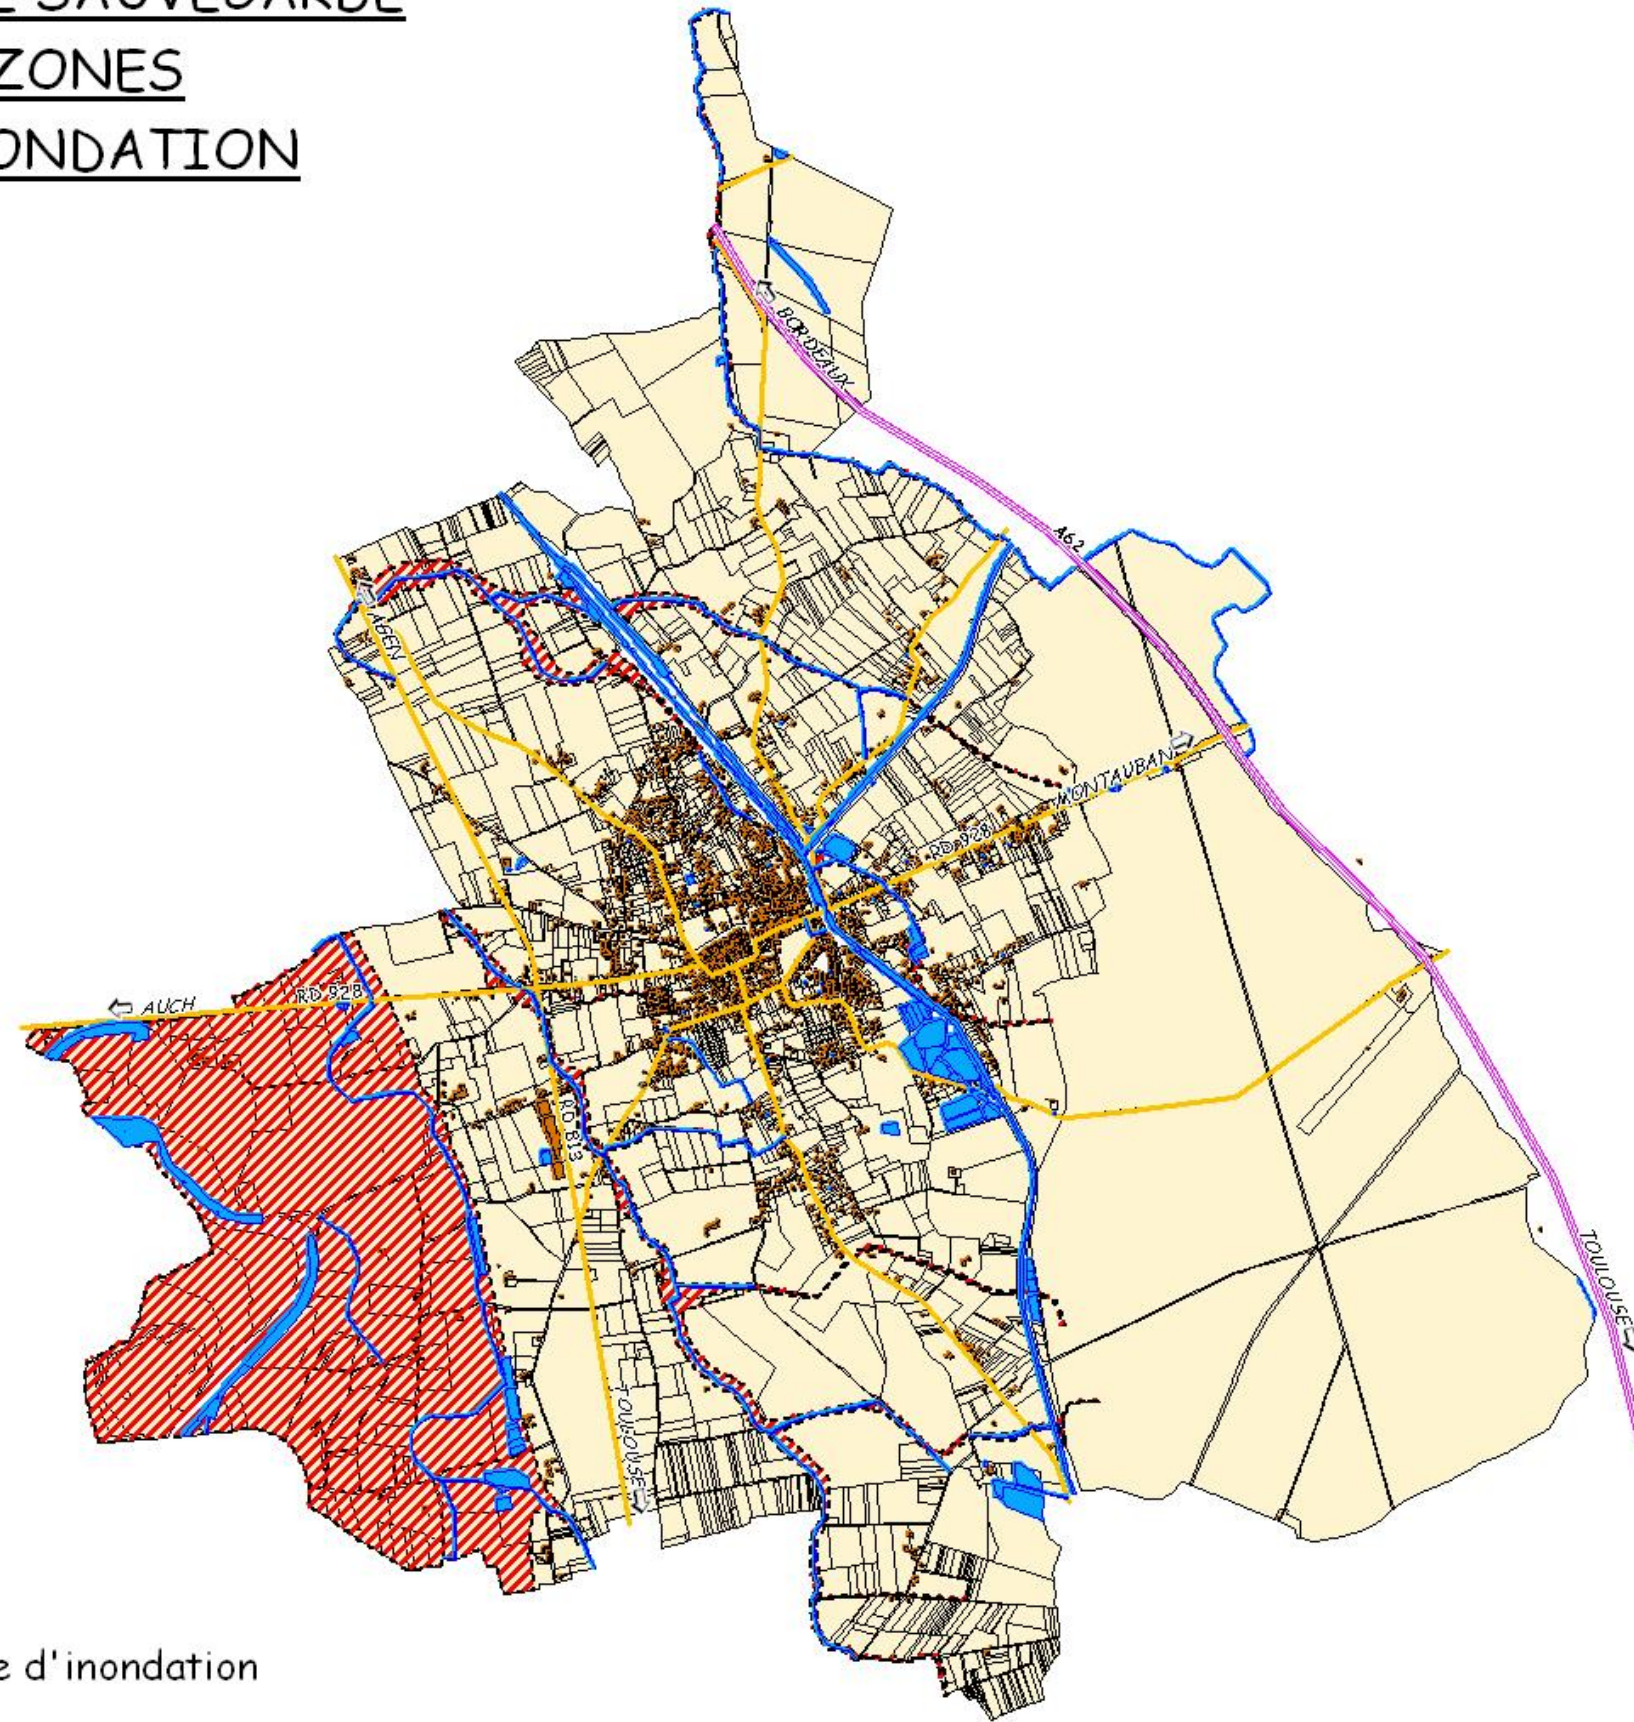 E SAUVEGARDE
ZONES
ONDATION
BORDEAUX
A62
AGEN
MONTAUBAN
RD 928
RD 928
AUCH
RD 813
TOULOUSE
TOULOUSE
e d'inondation